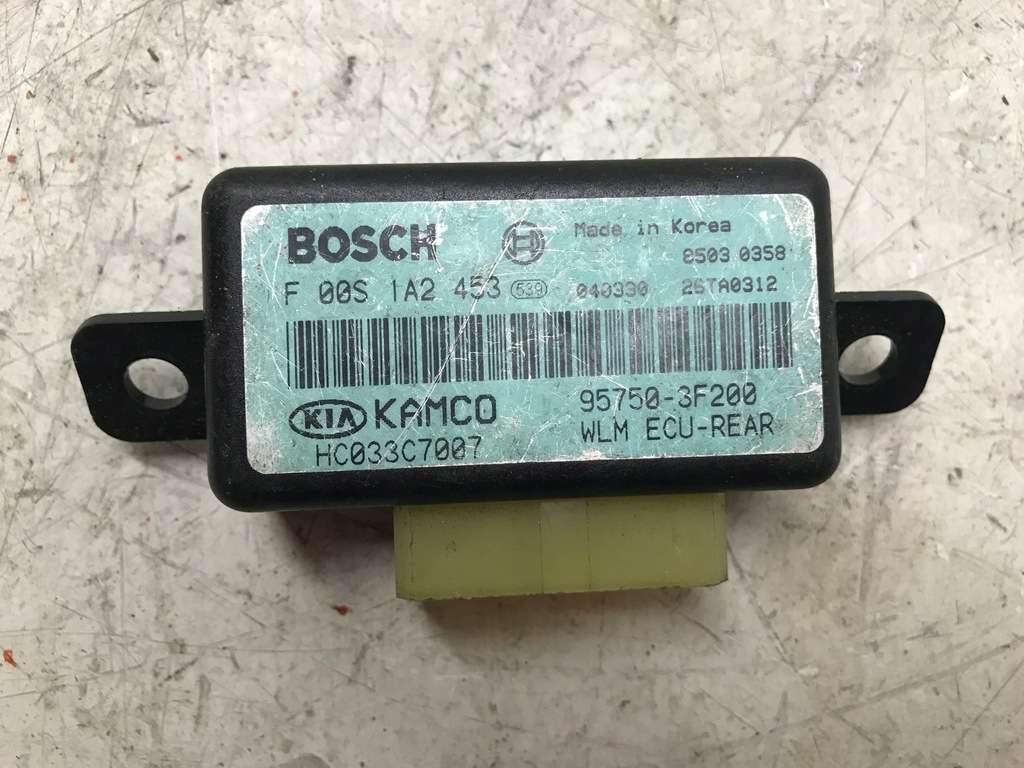 BOSCH Made in Korea
8503 0358
F 00S 1A2 453 539 040330 26TA0312
KIA KAMCO 95750-3F200
HC033C7007 WLM ECU-REAR